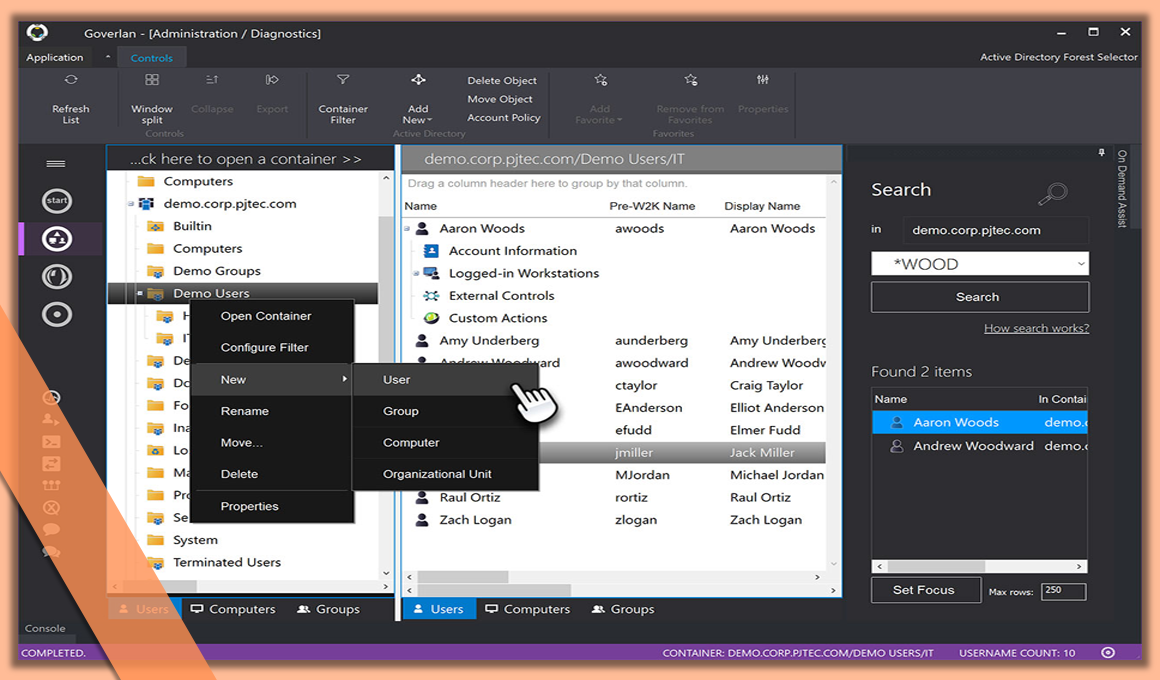 Goverlan - [Administration / Diagnostics]
Application
Controls
Active Directory Forest Selector
Refresh List
Window split
Collapse
Export
Controls
Container Filter
Add New
Delete Object
Move Object
Account Policy
Active Directory
Add Favorite
Remove from Favorites
Properties
Favorites
...ck here to open a container >>
Computers
demo.corp.pjtec.com
Builtin
Computers
Demo Groups
Demo Users
H
De
Do
Fo
Ina
Lo
Ma
Pro
Se
System
Terminated Users
Open Container
Configure Filter
New
Rename
Move...
Delete
Properties
User
Group
Computer
Organizational Unit
Users
Computers
Groups
demo.corp.pjtec.com/Demo Users/IT
Drag a column header here to group by that column.
Name Pre-W2K Name Display Name
Aaron Woods awoods Aaron Woods
Account Information
Logged-in Workstations
External Controls
Custom Actions
Amy Underberg aunderberg Amy Underberg
Andrew Woodward awoodward Andrew Woodw
ctaylor Craig Taylor
EAnderson Elliot Anderson
efudd Elmer Fudd
jmiller Jack Miller
MJordan Michael Jordan
Raul Ortiz rortiz Raul Ortiz
Zach Logan zlogan Zach Logan
Users
Computers
Groups
start
On Demand Assist
Search
in demo.corp.pjtec.com
*WOOD
Search
How search works?
Found 2 items
Name In Contai
Aaron Woods demo.c
Andrew Woodward demo.c
Set Focus
Max rows: 250
Console
COMPLETED.
CONTAINER: DEMO.CORP.PJTEC.COM/DEMO USERS/IT
USERNAME COUNT: 10